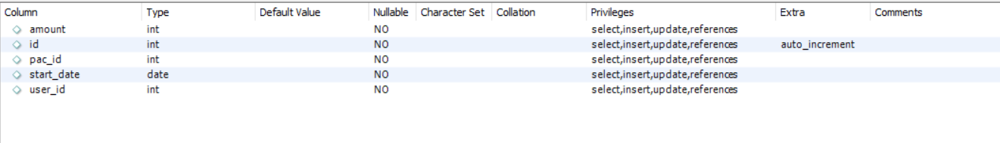 Column Type Default Value Nullable Character Set Collation Privileges Extra Comments
amount int NO select,insert,update,references
id int NO select,insert,update,references auto_increment
pac_id int NO select,insert,update,references
start_date date NO select,insert,update,references
user_id int NO select,insert,update,references